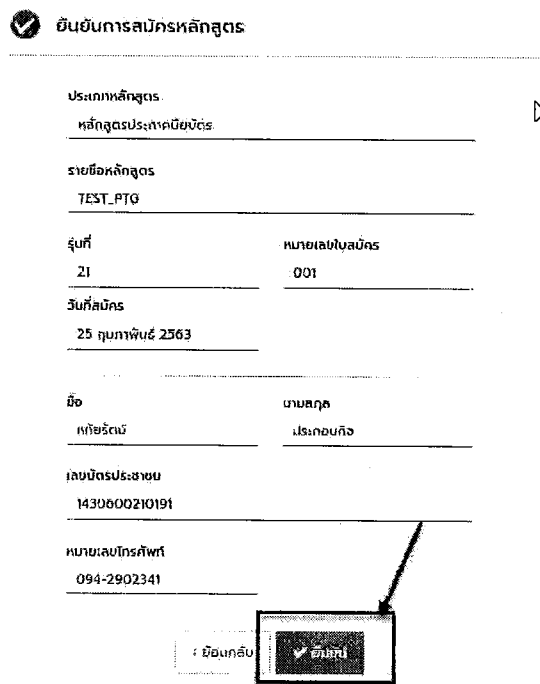 ยืนยันการสมัครหลักสูตร
ประเภทหลักสูตร
หลักสูตรประกาศนียบัตร
รายชื่อหลักสูตร
TEST_PTG
รุ่นที่ หมายเลขใบสมัคร
21 001
วันที่สมัคร
25 กุมภาพันธ์ 2563
ชื่อ นามสกุล
หทัยรัตน์ ประกอบกิจ
เลขบัตรประชาชน
1430600210191
หมายเลขโทรศัพท์
094-2902341
ย้อนกลับ ยืนยัน